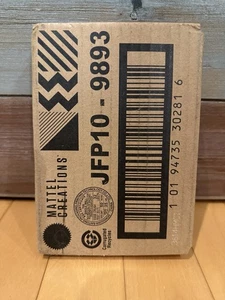 MATTEL
CREATIONS
JFP10 - 9893
1 01 94735 30281 6